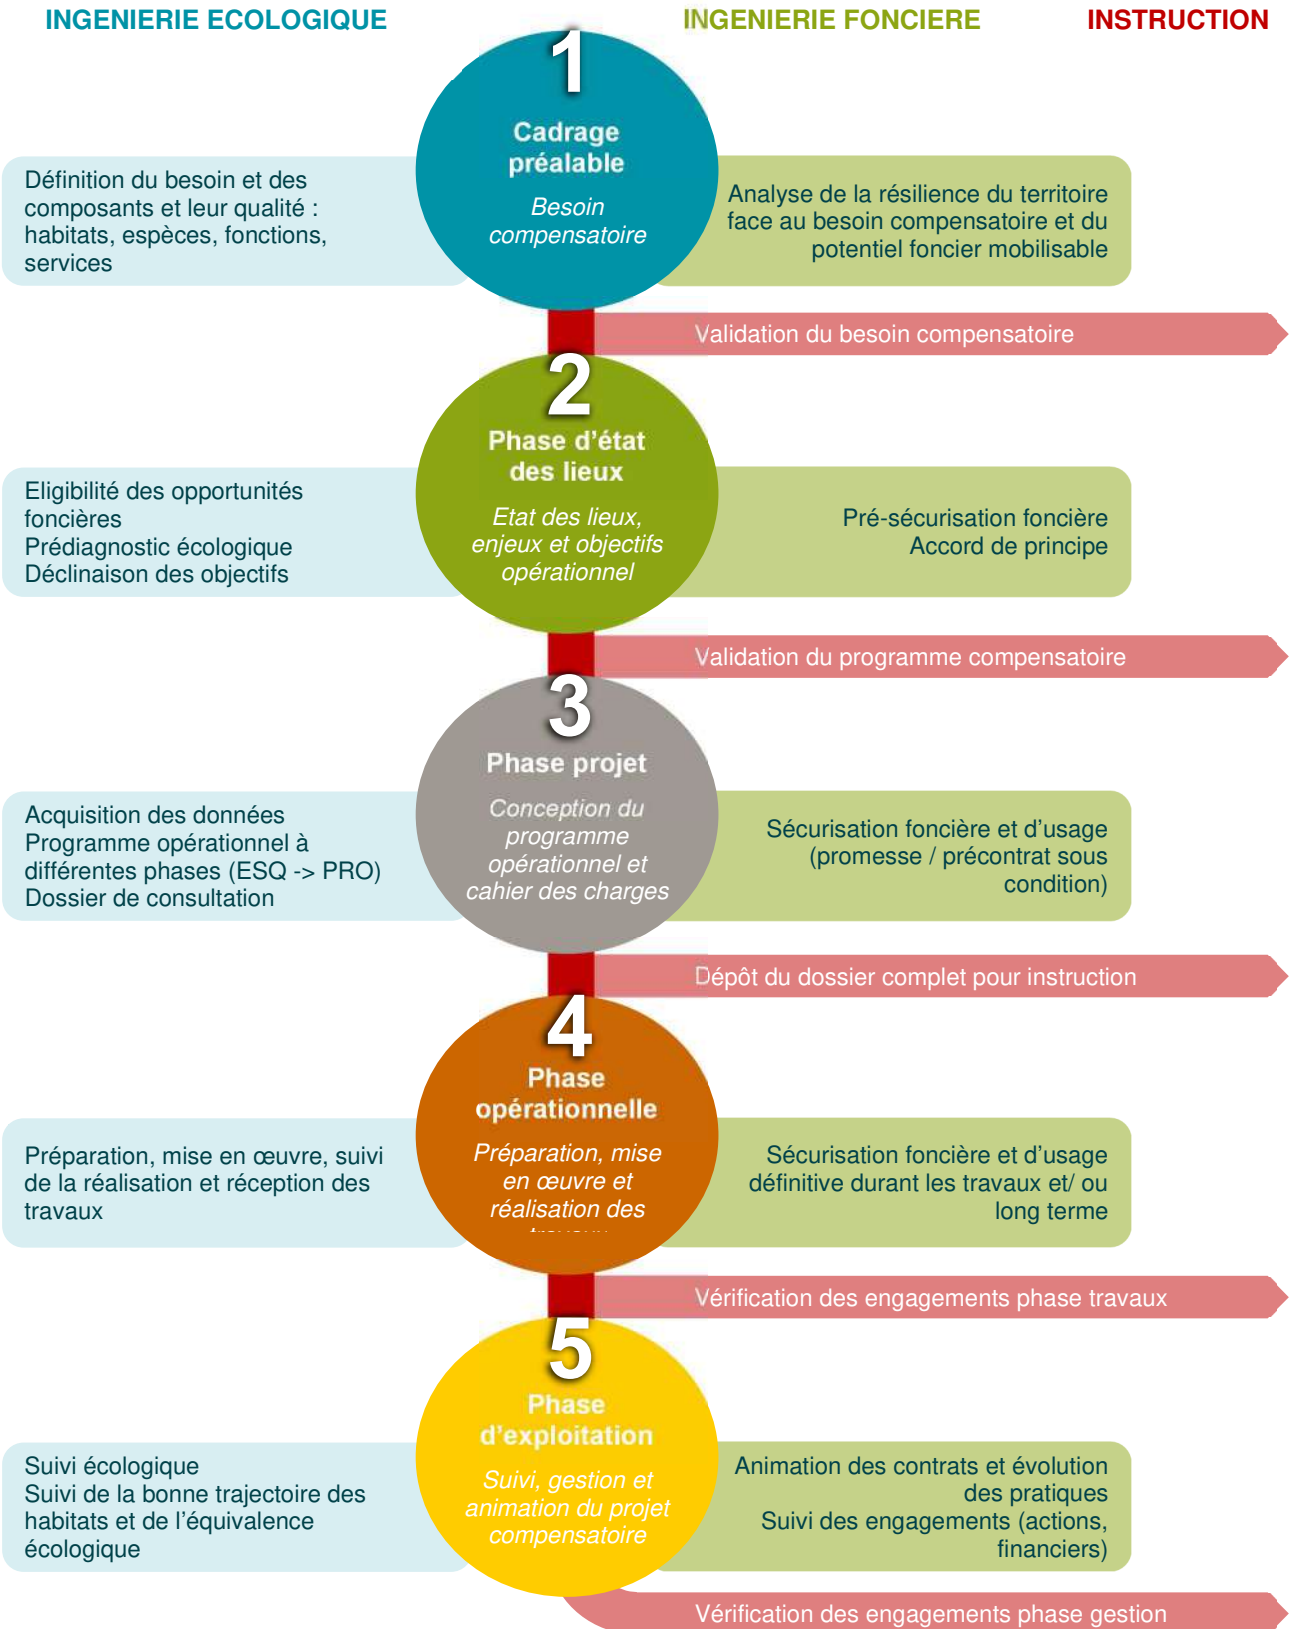 INGENIERIE ECOLOGIQUE
INGENIERIE FONCIERE
INSTRUCTION
1
Cadrage
préalable
Besoin
compensatoire
Définition du besoin et des
composants et leur qualité :
habitats, espèces, fonctions,
services
Analyse de la résilience du territoire
face au besoin compensatoire et du
potentiel foncier mobilisable
Validation du besoin compensatoire
2
Phase d'état
des lieux
Etat des lieux,
enjeux et objectifs
opérationnel
Eligibilité des opportunités
foncières
Prédiagnostic écologique
Déclinaison des objectifs
Pré-sécurisation foncière
Accord de principe
Validation du programme compensatoire
3
Phase projet
Conception du
programme
opérationnel et
cahier des charges
Acquisition des données
Programme opérationnel à
différentes phases (ESQ -> PRO)
Dossier de consultation
Sécurisation foncière et d'usage
(promesse / précontrat sous
condition)
Dépôt du dossier complet pour instruction
4
Phase
opérationnelle
Préparation, mise
en œuvre et
réalisation des
travaux
Préparation, mise en œuvre, suivi
de la réalisation et réception des
travaux
Sécurisation foncière et d'usage
définitive durant les travaux et/ ou
long terme
Vérification des engagements phase travaux
5
Phase
d'exploitation
Suivi, gestion et
animation du projet
compensatoire
Suivi écologique
Suivi de la bonne trajectoire des
habitats et de l'équivalence
écologique
Animation des contrats et évolution
des pratiques
Suivi des engagements (actions,
financiers)
Vérification des engagements phase gestion